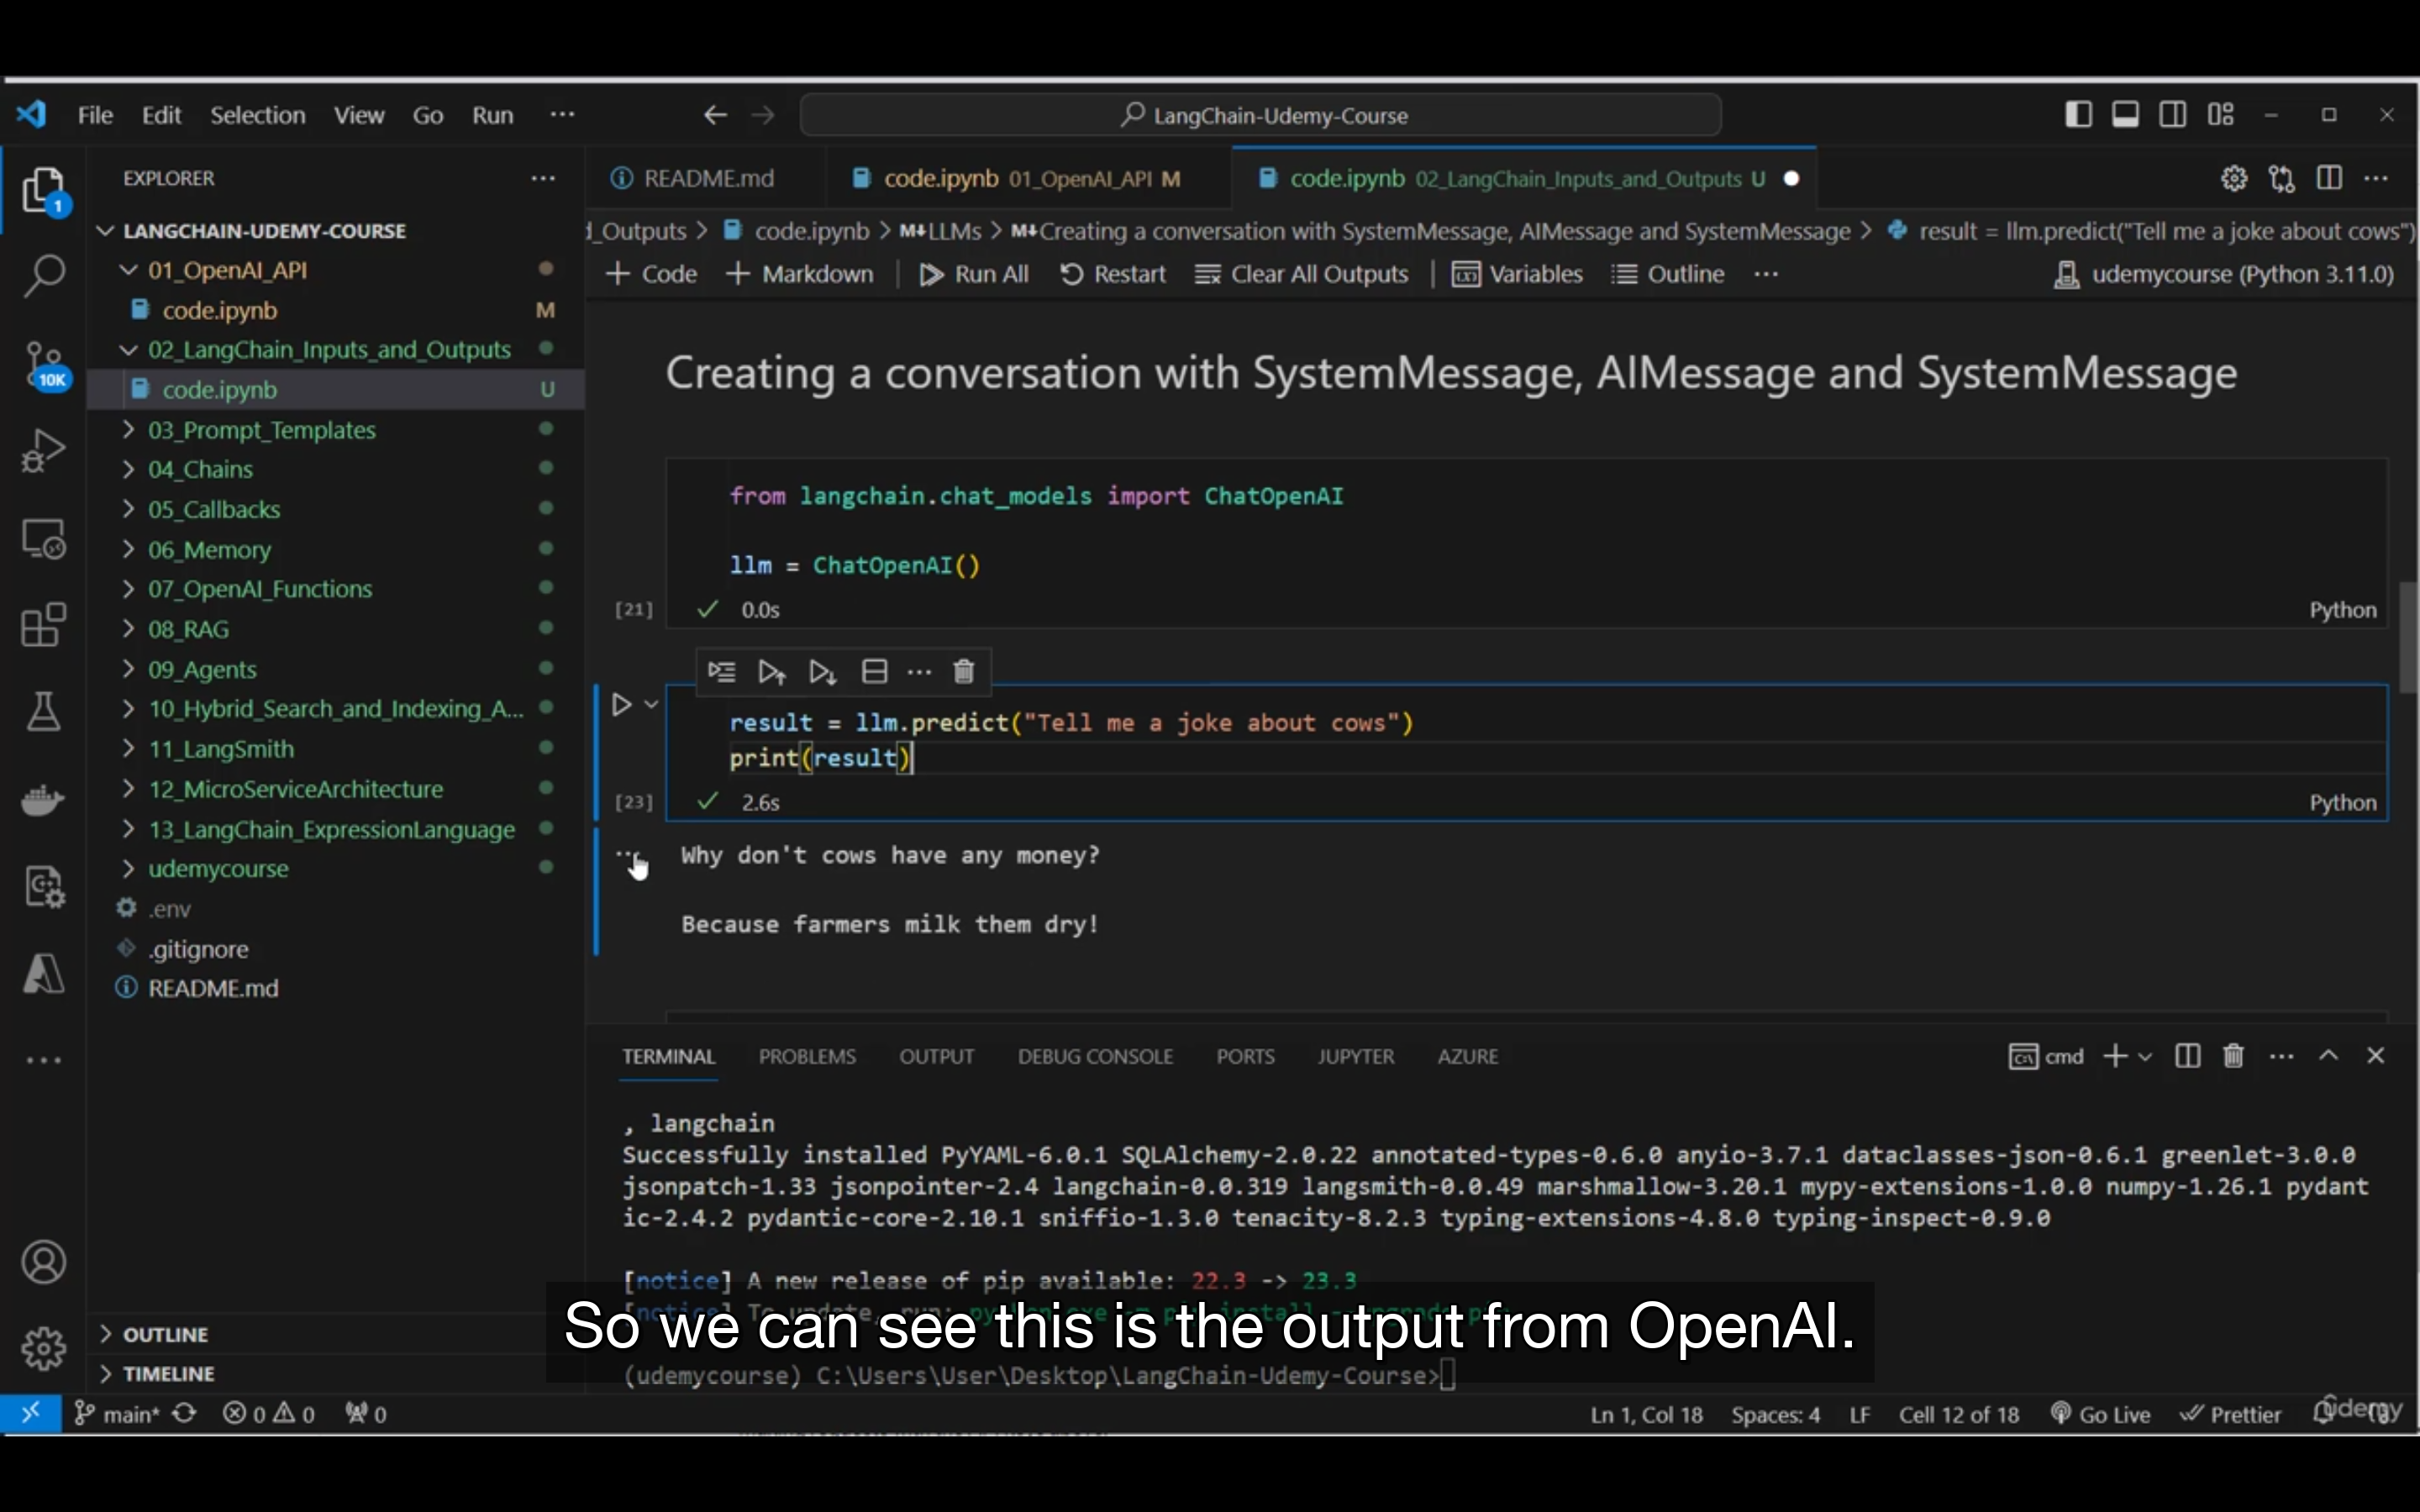 File Edit Selection View Go Run ...
LangChain-Udemy-Course
EXPLORER
1
10K
LANGCHAIN-UDEMY-COURSE
01_OpenAI_API
code.ipynb M
02_LangChain_Inputs_and_Outputs
code.ipynb U
03_Prompt_Templates
04_Chains
05_Callbacks
06_Memory
07_OpenAI_Functions
08_RAG
09_Agents
10_Hybrid_Search_and_Indexing_A...
11_LangSmith
12_MicroServiceArchitecture
13_LangChain_ExpressionLanguage
udemycourse
.env
.gitignore
README.md
OUTLINE
TIMELINE
README.md code.ipynb 01_OpenAI_API M code.ipynb 02_LangChain_Inputs_and_Outputs U
d_Outputs > code.ipynb > M↓LLMs > M↓Creating a conversation with SystemMessage, AIMessage and SystemMessage > result = llm.predict("Tell me a joke about cows")
+ Code + Markdown Run All Restart Clear All Outputs Variables Outline ... udemycourse (Python 3.11.0)
Creating a conversation with SystemMessage, AIMessage and SystemMessage
from langchain.chat_models import ChatOpenAI
llm = ChatOpenAI()
[21] ✓ 0.0s Python
result = llm.predict("Tell me a joke about cows")
print(result)
[23] ✓ 2.6s Python
Why don't cows have any money?
Because farmers milk them dry!
TERMINAL PROBLEMS OUTPUT DEBUG CONSOLE PORTS JUPYTER AZURE cmd
, langchain
Successfully installed PyYAML-6.0.1 SQLAlchemy-2.0.22 annotated-types-0.6.0 anyio-3.7.1 dataclasses-json-0.6.1 greenlet-3.0.0
jsonpatch-1.33 jsonpointer-2.4 langchain-0.0.319 langsmith-0.0.49 marshmallow-3.20.1 mypy-extensions-1.0.0 numpy-1.26.1 pydant
ic-2.4.2 pydantic-core-2.10.1 sniffio-1.3.0 tenacity-8.2.3 typing-extensions-4.8.0 typing-inspect-0.9.0
[notice] A new release of pip available: 22.3 -> 23.3
So we can see this is the output from OpenAI.
(udemycourse) C:\Users\User\Desktop\LangChain-Udemy-Course>
main* 0 0 0 Ln 1, Col 18 Spaces: 4 LF Cell 12 of 18 Go Live Prettier
udemy